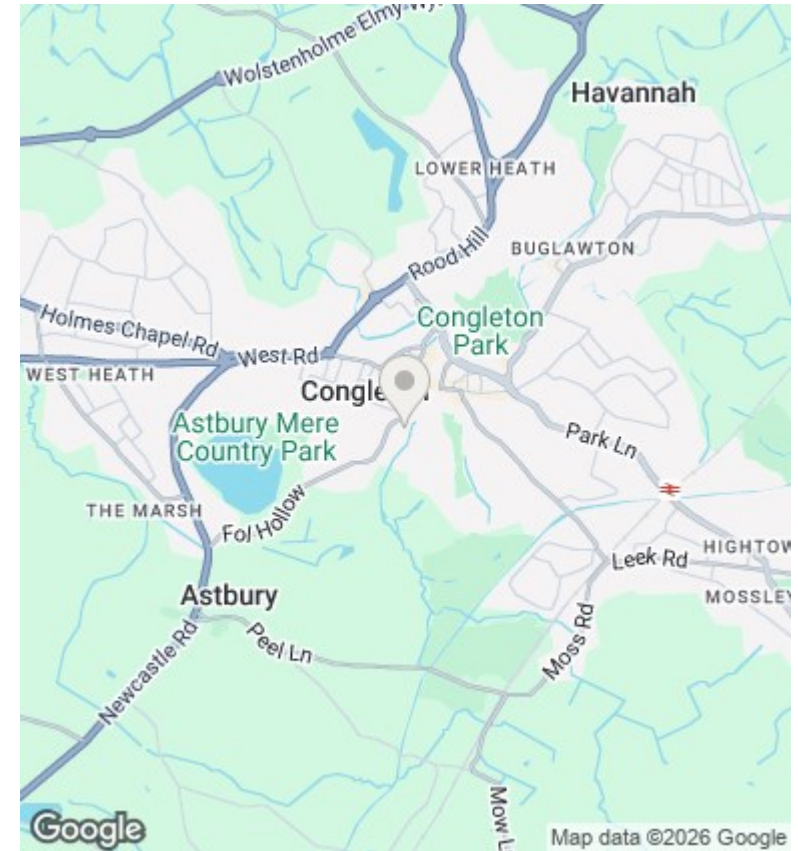 Wolstenholme Elmy Wy
Havannah
LOWER HEATH
BUGLAWTON
Rood Hill
Congleton
Park
Holmes Chapel Rd
West Rd
WEST HEATH
Astbury Mere
Country Park
Park Ln
THE MARSH
Fol Hollow
Leek Rd
HIGHTOW
MOSSLEY
Astbury
Peel Ln
Moss Rd
Newcastle Rd
Mow L
Google
Map data ©2026 Google